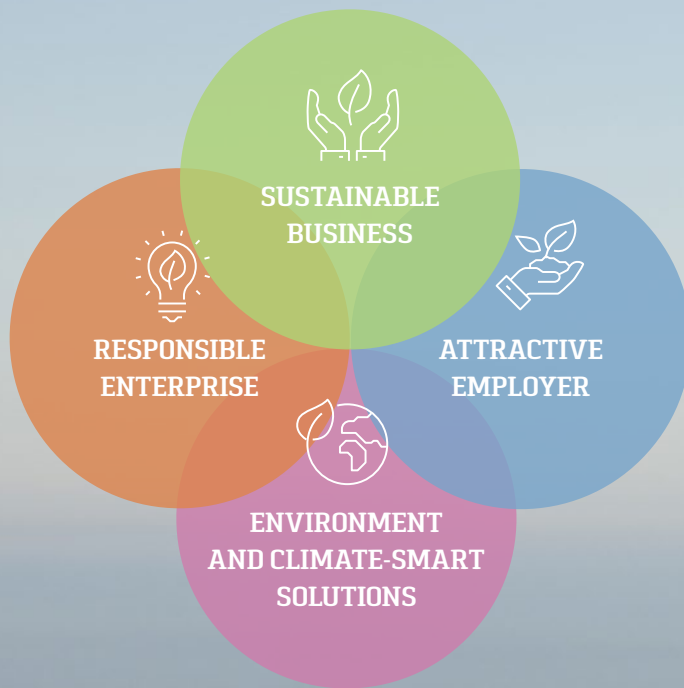 SUSTAINABLE
BUSINESS
RESPONSIBLE
ENTERPRISE
ATTRACTIVE
EMPLOYER
ENVIRONMENT
AND CLIMATE-SMART
SOLUTIONS